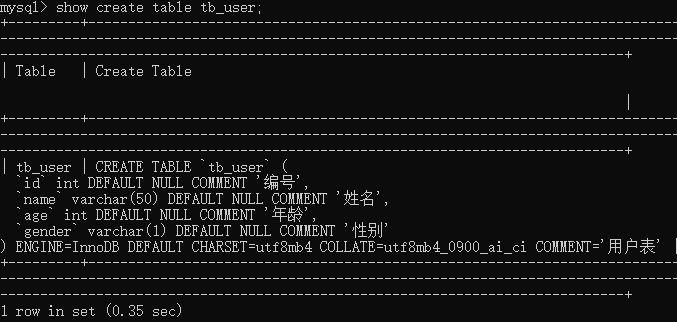 mysql> show create table tb_user;
| Table | Create Table |
| tb_user | CREATE TABLE `tb_user` (
`id` int DEFAULT NULL COMMENT '编号',
`name` varchar(50) DEFAULT NULL COMMENT '姓名',
`age` int DEFAULT NULL COMMENT '年龄',
`gender` varchar(1) DEFAULT NULL COMMENT '性别'
) ENGINE=InnoDB DEFAULT CHARSET=utf8mb4 COLLATE=utf8mb4_0900_ai_ci COMMENT='用户表' |
1 row in set (0.35 sec)